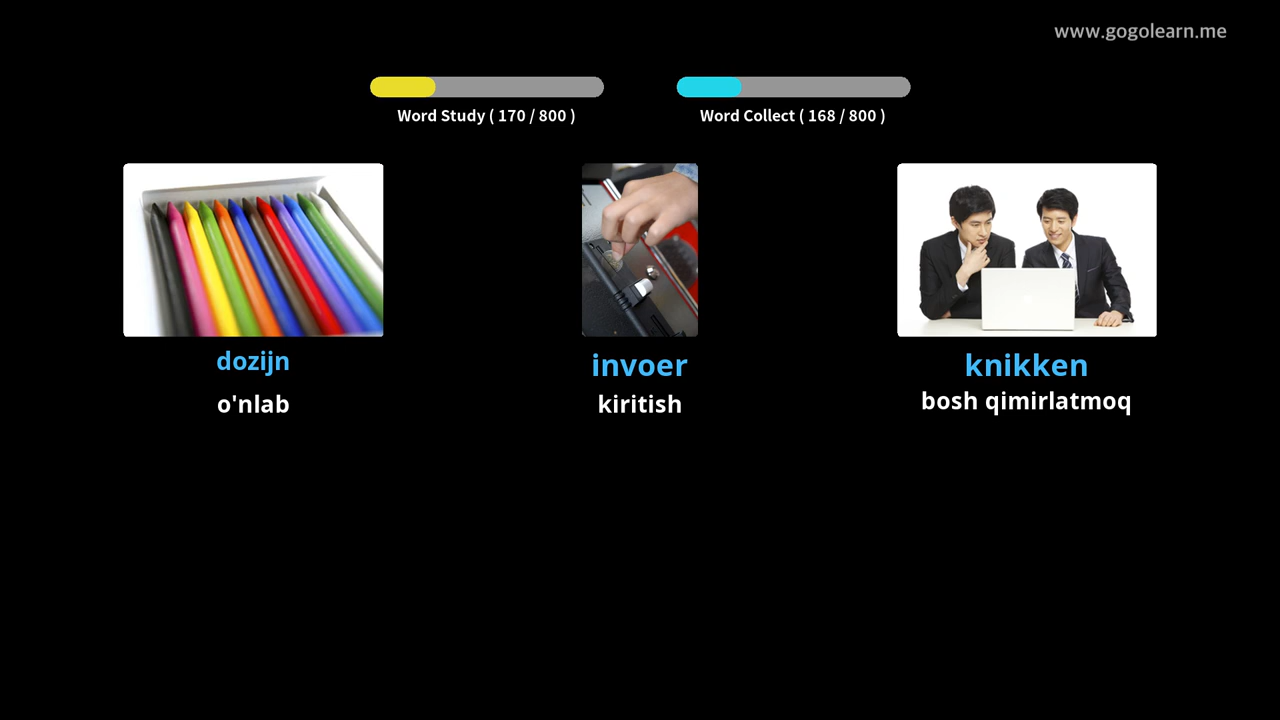 www.gogolearn.me
Word Study ( 170 / 800 )
Word Collect ( 168 / 800 )
dozijn
o'nlab
invoer
kiritish
knikken
bosh qimirlatmoq